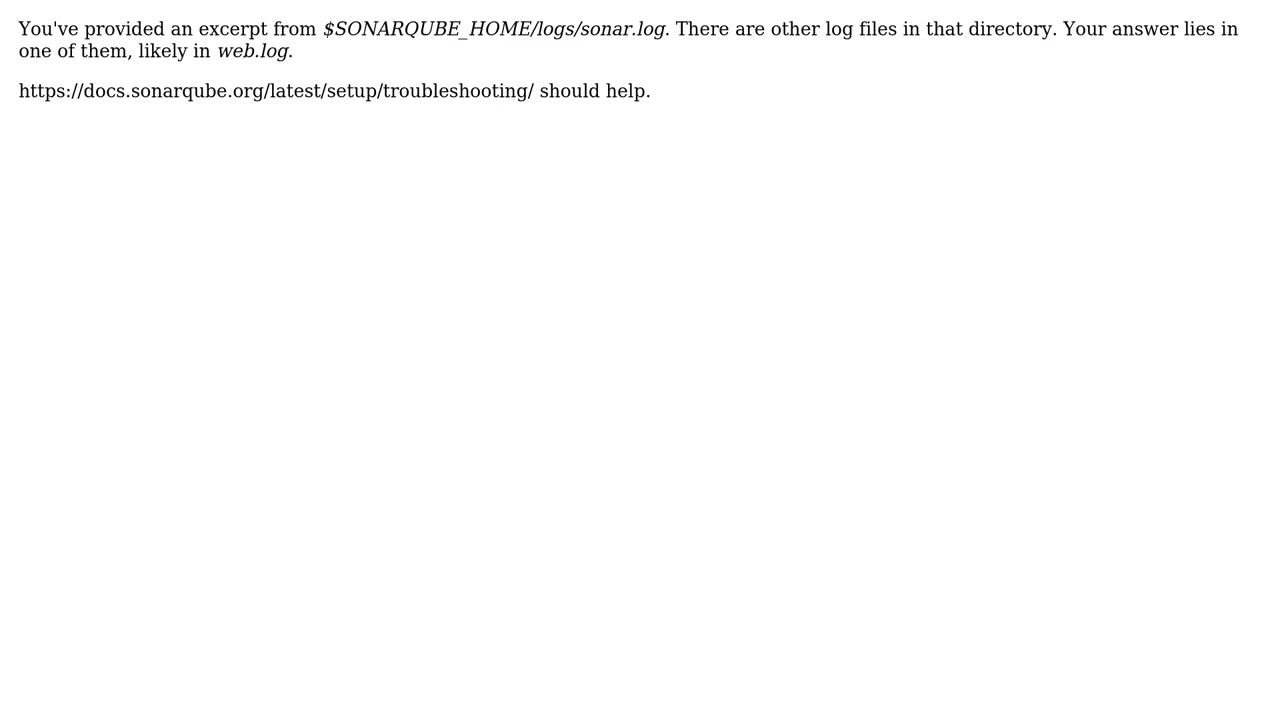 You've provided an excerpt from $SONARQUBE_HOME/logs/sonar.log. There are other log files in that directory. Your answer lies in
one of them, likely in web.log.
https://docs.sonarqube.org/latest/setup/troubleshooting/ should help.